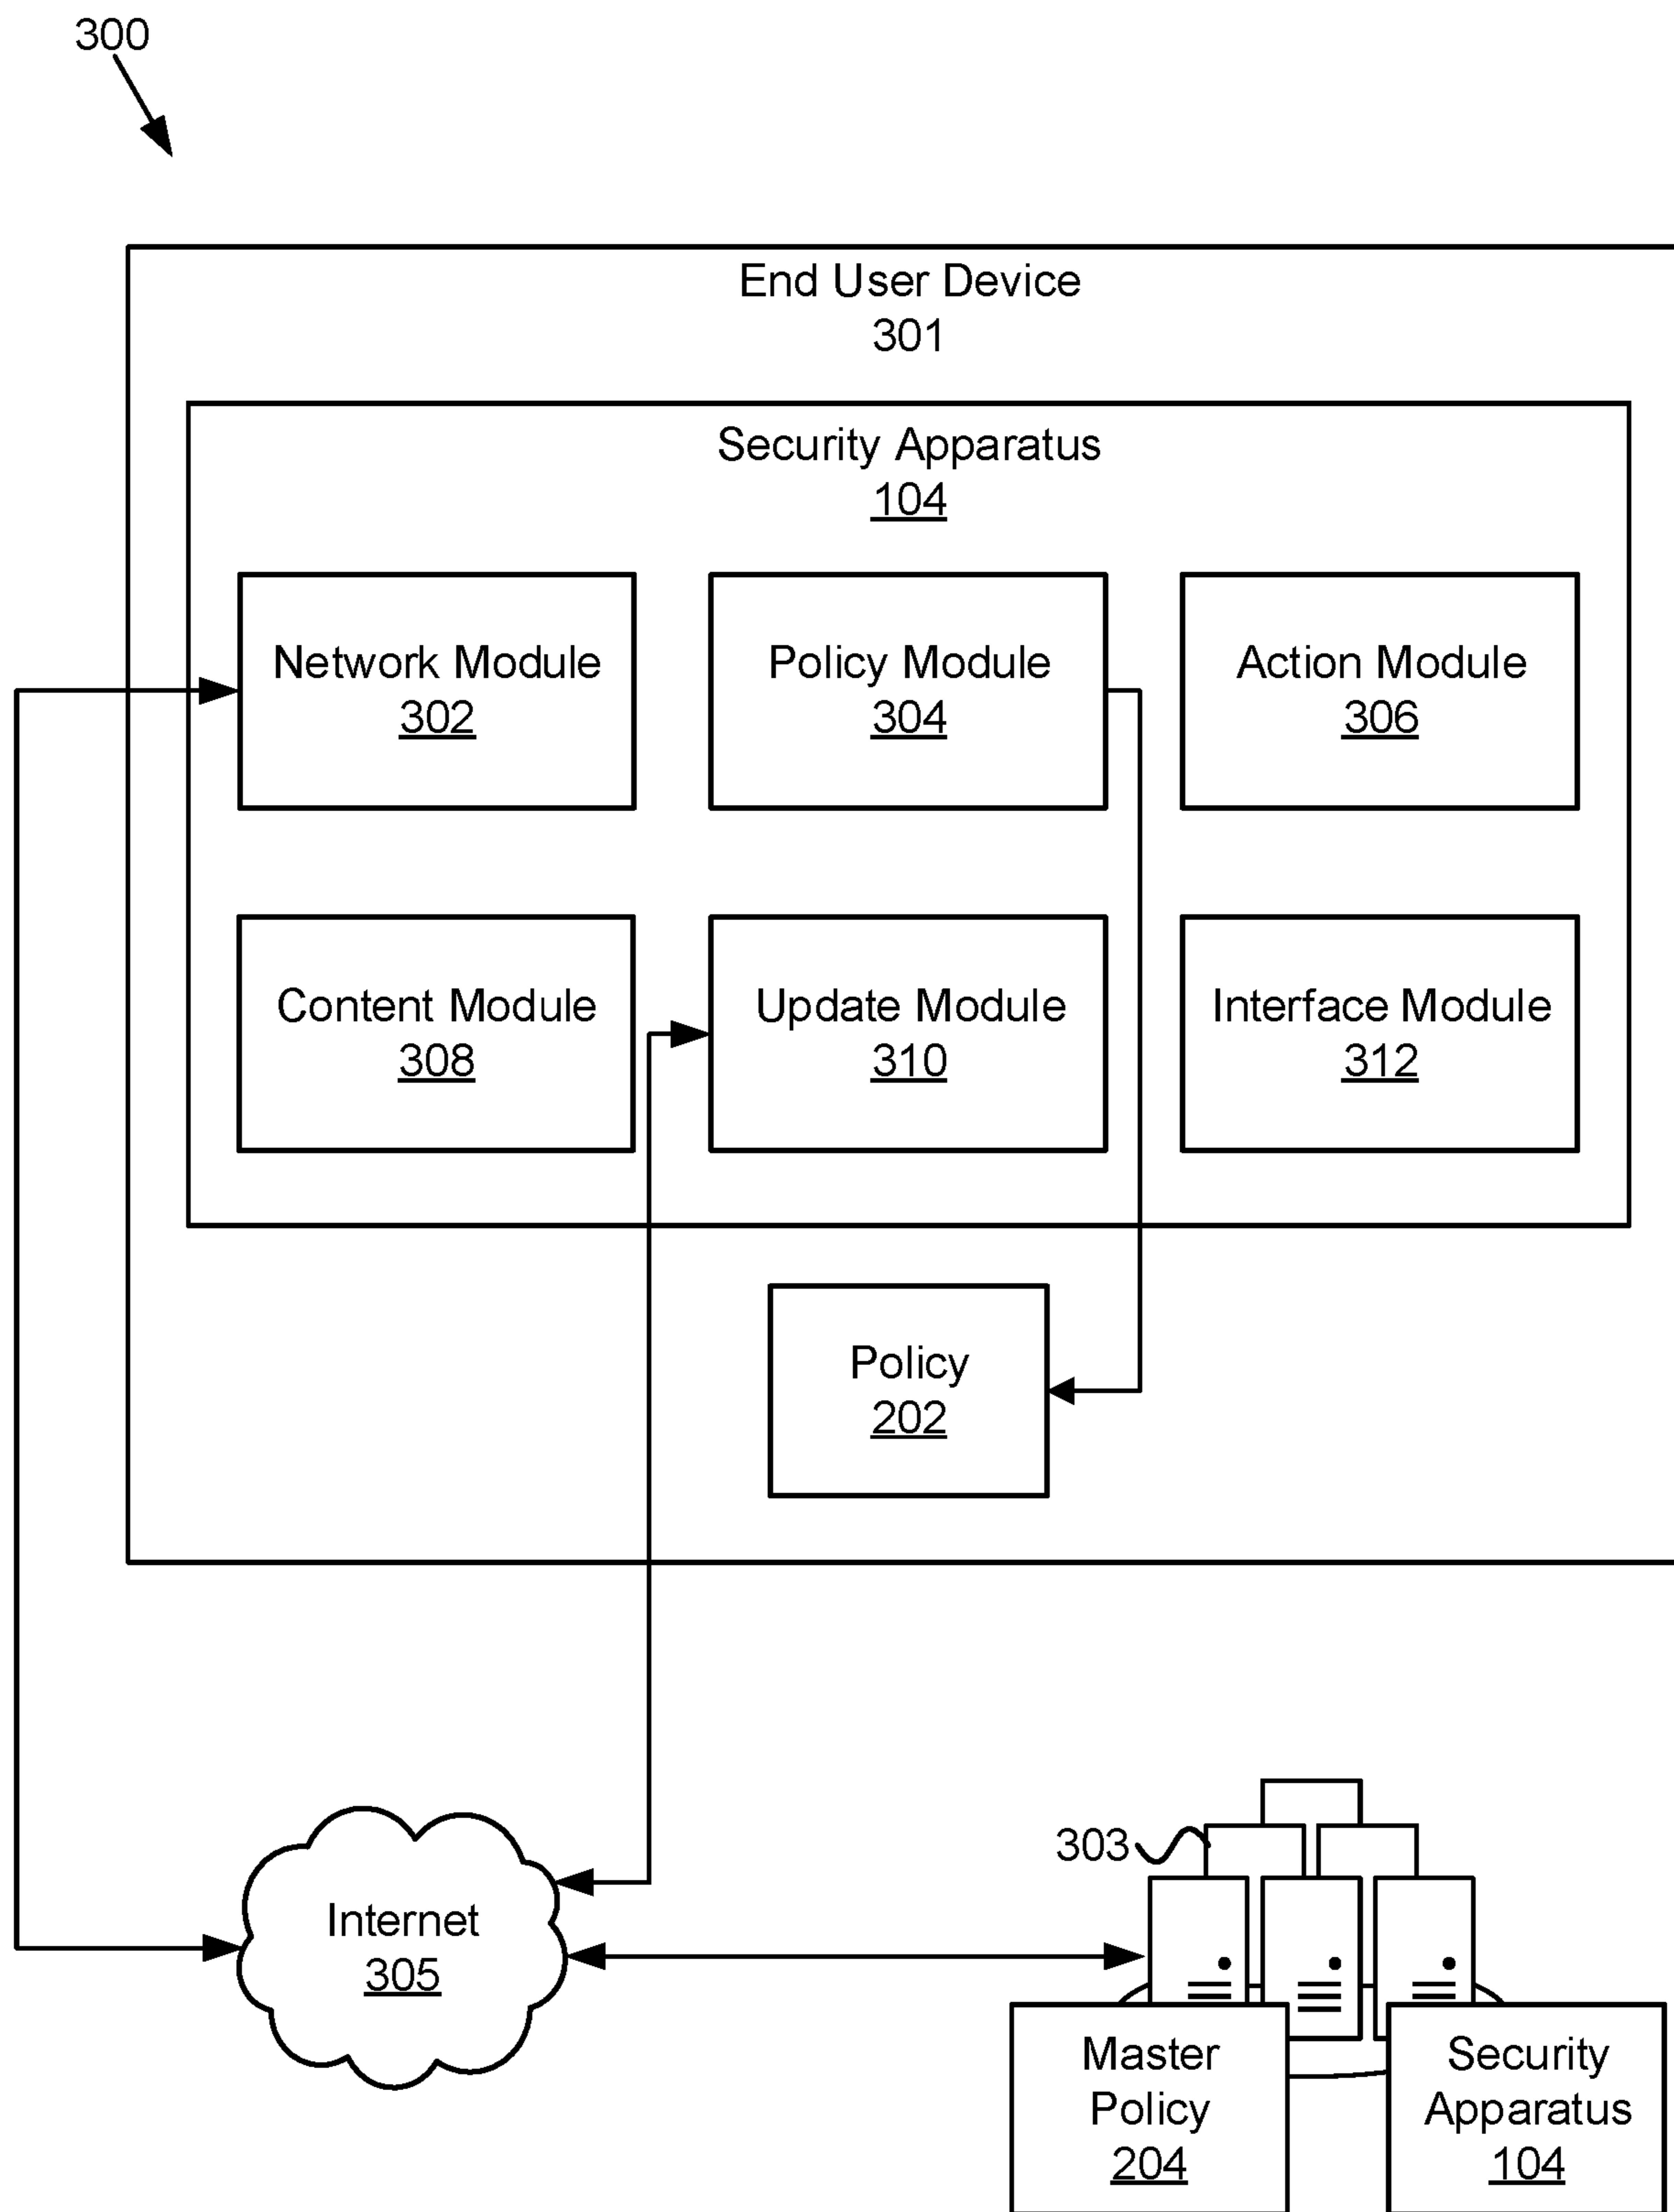 300
End User Device
301
Security Apparatus
104
Network Module
302
Policy Module
304
Action Module
306
Content Module
308
Update Module
310
Interface Module
312
Policy
202
303
Internet
305
Master
Policy
204
Security
Apparatus
104